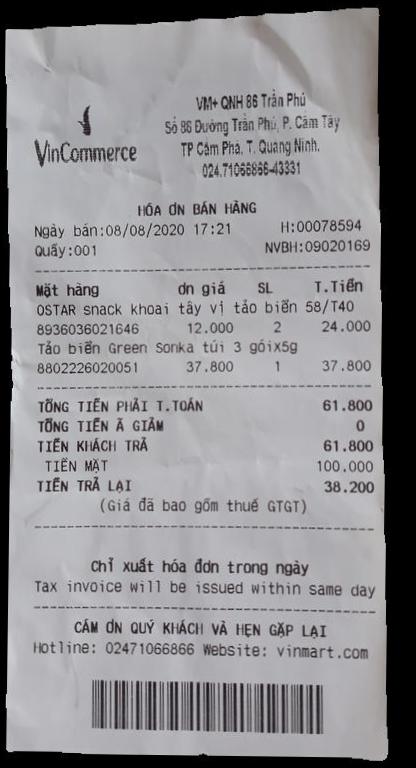 VinCommerce
VM+ QNH 86 Trần Phú
Số 86 Đường Trần Phú, P. Cẩm Tây
TP Cẩm Phả, T. Quảng Ninh.
024.71066866-43331
HÓA ƠN BÁN HÀNG
Ngày bán:08/08/2020 17:21 H:00078594
Quầy:001 NVBH:09020169
Mặt hàng ơn giá SL T.Tiền
OSTAR snack khoai tây vị tảo biển 58/T40
8936036021646 12.000 2 24.000
Tảo biển Green Sonka túi 3 góix5g
8802226020051 37.800 1 37.800
TỔNG TIỀN PHẢI T.TOÁN 61.800
TỔNG TIỀN Ã GIẢM 0
TIỀN KHÁCH TRẢ 61.800
TIỀN MẶT 100.000
TIỀN TRẢ LẠI 38.200
(Giá đã bao gồm thuế GTGT)
Chỉ xuất hóa đơn trong ngày
Tax invoice will be issued within same day
CÁM ƠN QUÝ KHÁCH VÀ HẸN GẶP LẠI
Hotline: 02471066866 Website: vinmart.com